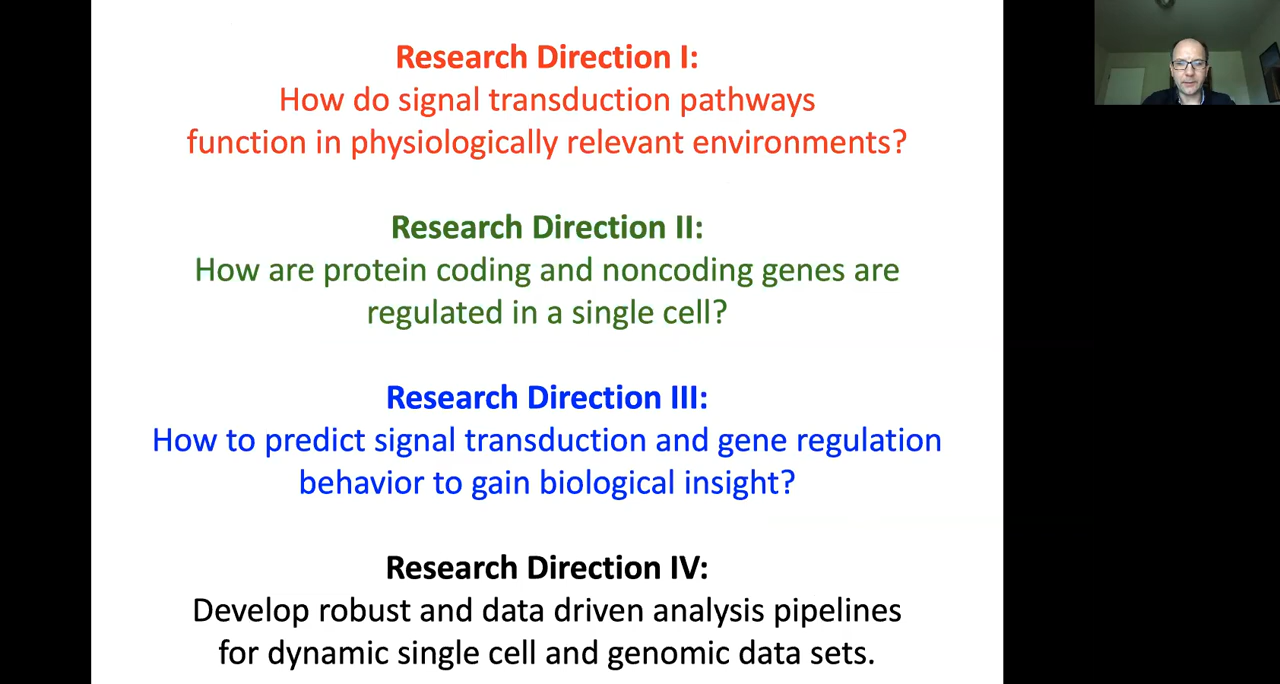 Research Direction I:
How do signal transduction pathways
function in physiologically relevant environments?
Research Direction II:
How are protein coding and noncoding genes are
regulated in a single cell?
Research Direction III:
How to predict signal transduction and gene regulation
behavior to gain biological insight?
Research Direction IV:
Develop robust and data driven analysis pipelines
for dynamic single cell and genomic data sets.